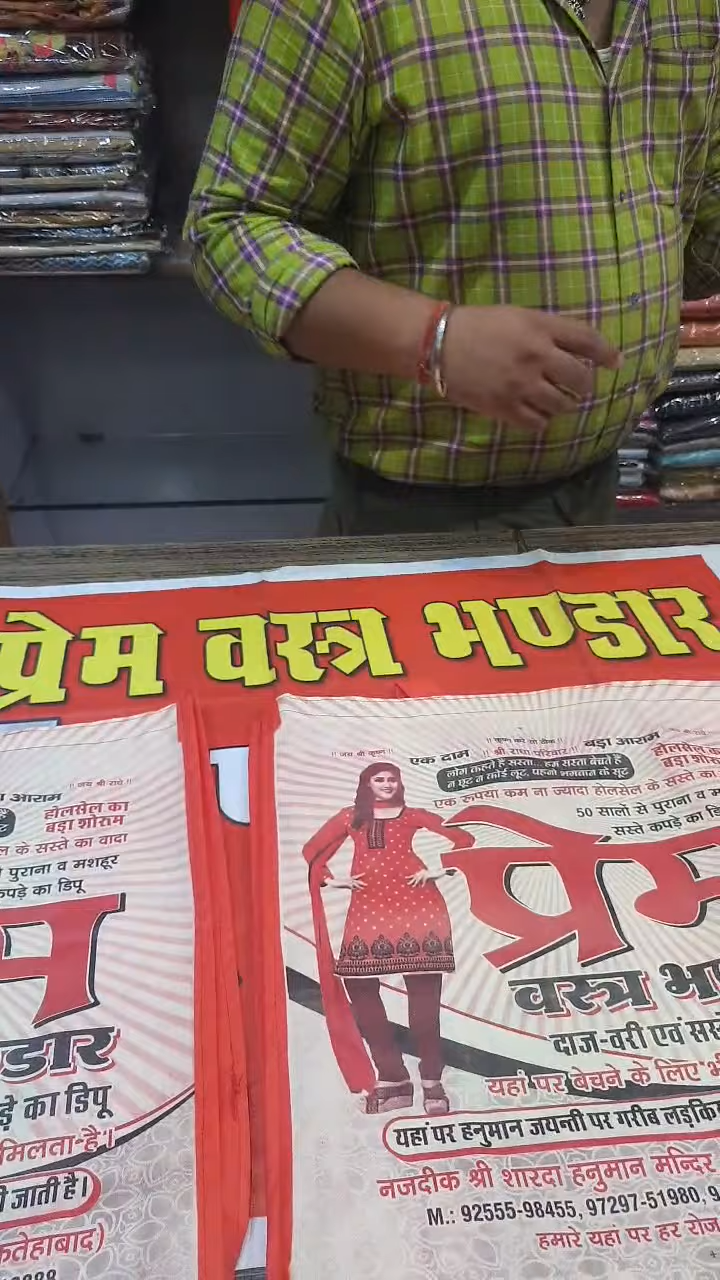 प्रेम वस्त्र भण्डार
|| जय श्री राधे ||
आराम
होलसेल का
बड़ा शोरुम
ल के सस्ते का वादा
पुराना व मशहूर
कपड़े का डिपू
म
डार
ड़े का डिपू
मिलता है।
ी जाती है।
फतेहाबाद)
|| जय श्री कृष्ण ||
एक दाम
|| श्री राधा परिवार ||
बड़ा आराम
लोग कहते हैं सस्ता... हम सस्ता बेचते हैं
न छूट न कोई लूट, पहनो भगवान के सूट
होलसेल का
बड़ा शोरूम
एक रुपया कम ना ज्यादा होलसेल के सस्ते का
50 सालों से पुराना व म
सस्ते कपड़े का डि
प्रेम
वस्त्र भ
दाज-वरी एवं सस्
यहां पर बेचने के लिए भ
यहां पर हनुमान जयन्ती पर गरीब लड़कि
नजदीक श्री शारदा हनुमान मन्दिर
M.: 92555-98455, 97297-51980, 9
हमारे यहां पर हर रोज